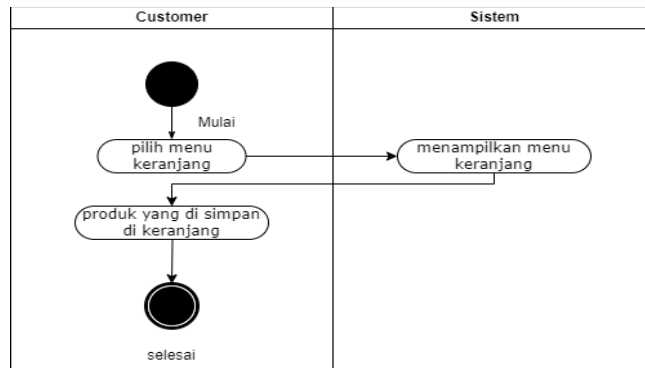 Customer
Sistem
Mulai
pilih menu
keranjang
menampilkan menu
keranjang
produk yang di simpan
di keranjang
selesai